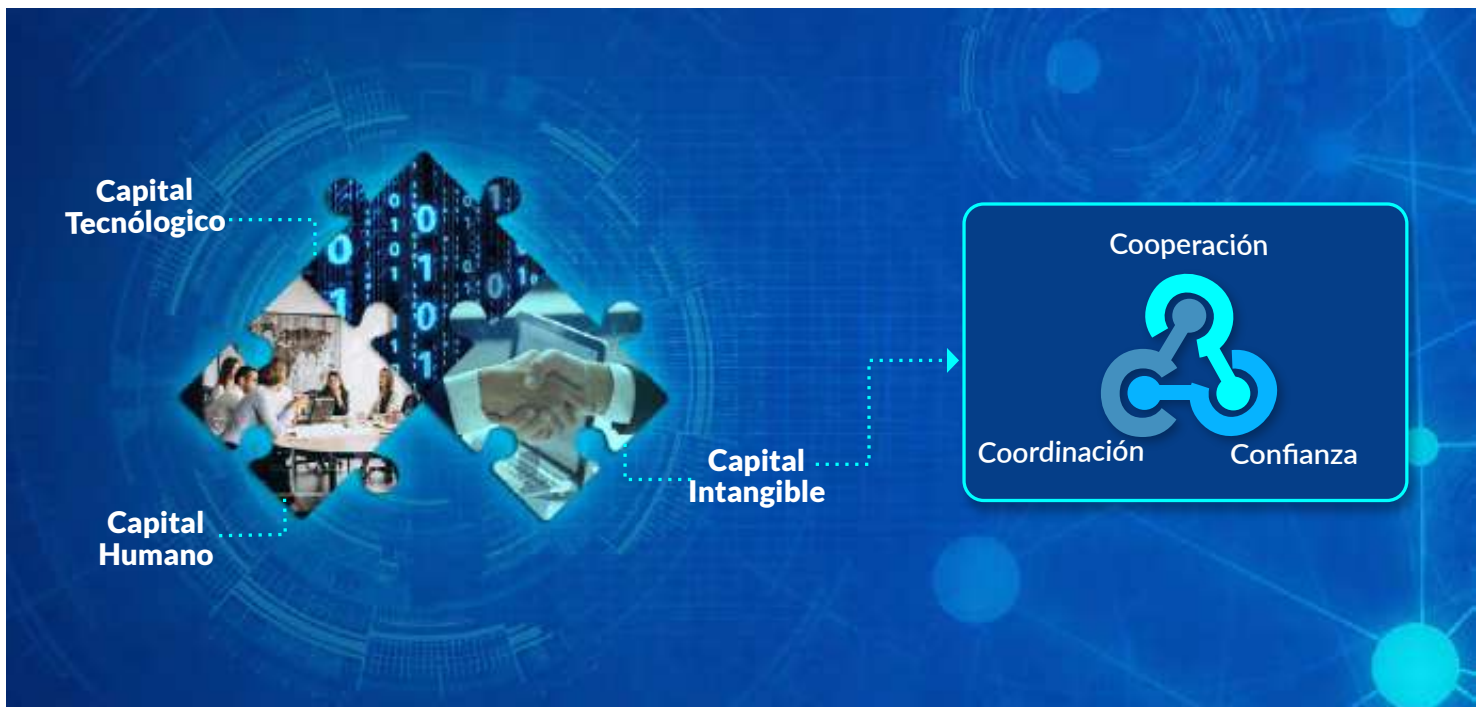 Capital
Tecnólogico
Capital
Humano
Capital
Intangible
Cooperación
Coordinación
Confianza